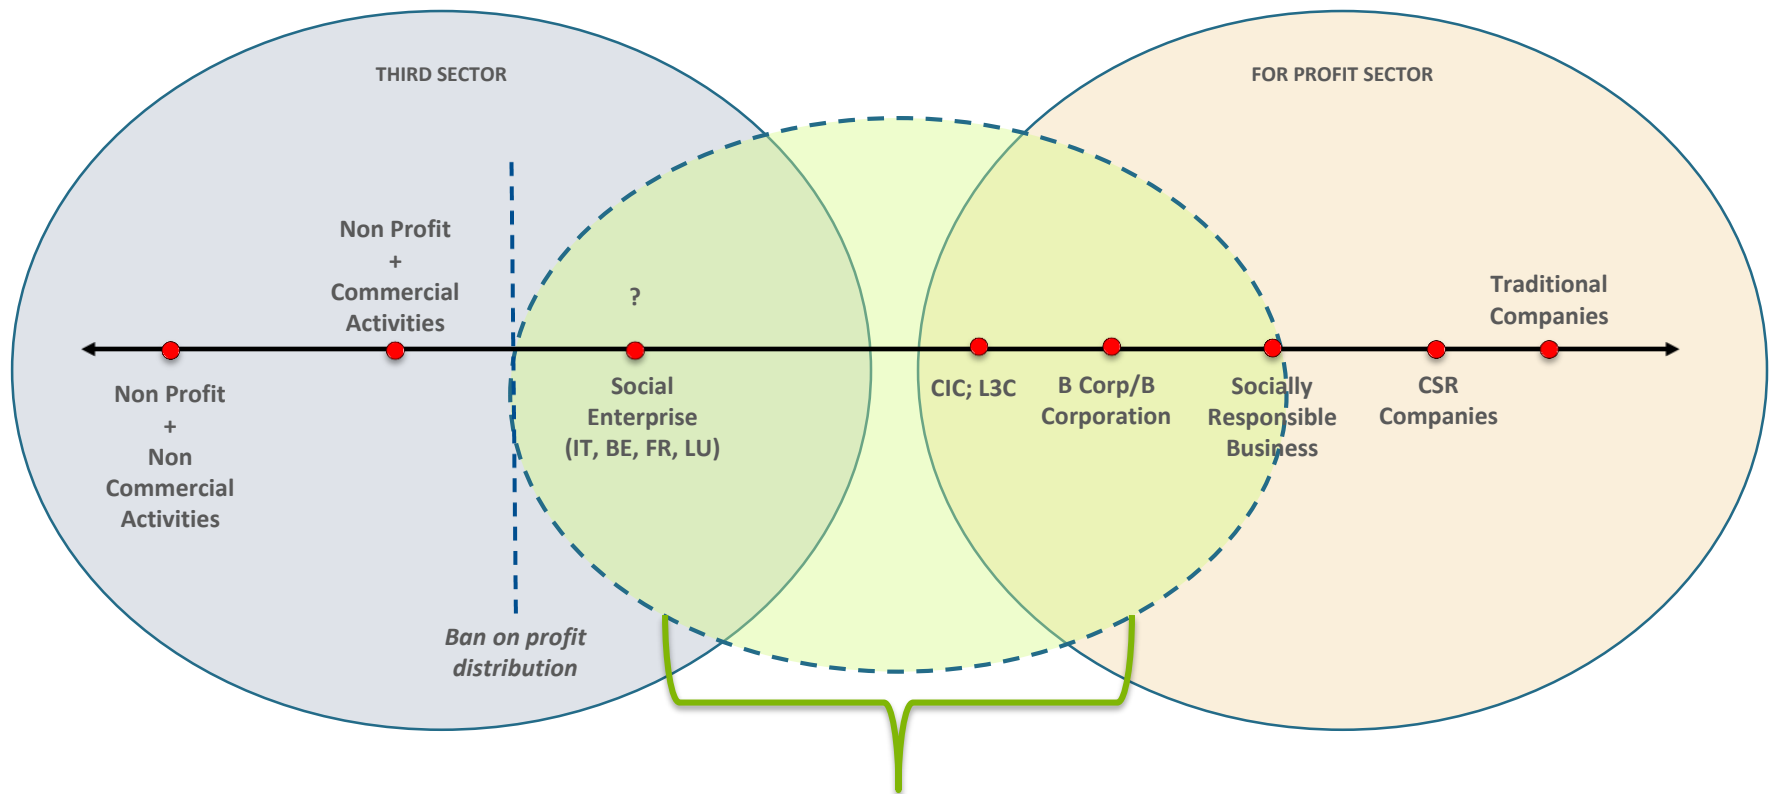 THIRD SECTOR
FOR PROFIT SECTOR
Non Profit
+
Commercial
Activities
?
Traditional
Companies
Non Profit
+
Non
Commercial
Activities
Social
Enterprise
(IT, BE, FR, LU)
CIC; L3C
B Corp/B
Corporation
Socially
Responsible
Business
CSR
Companies
Ban on profit
distribution